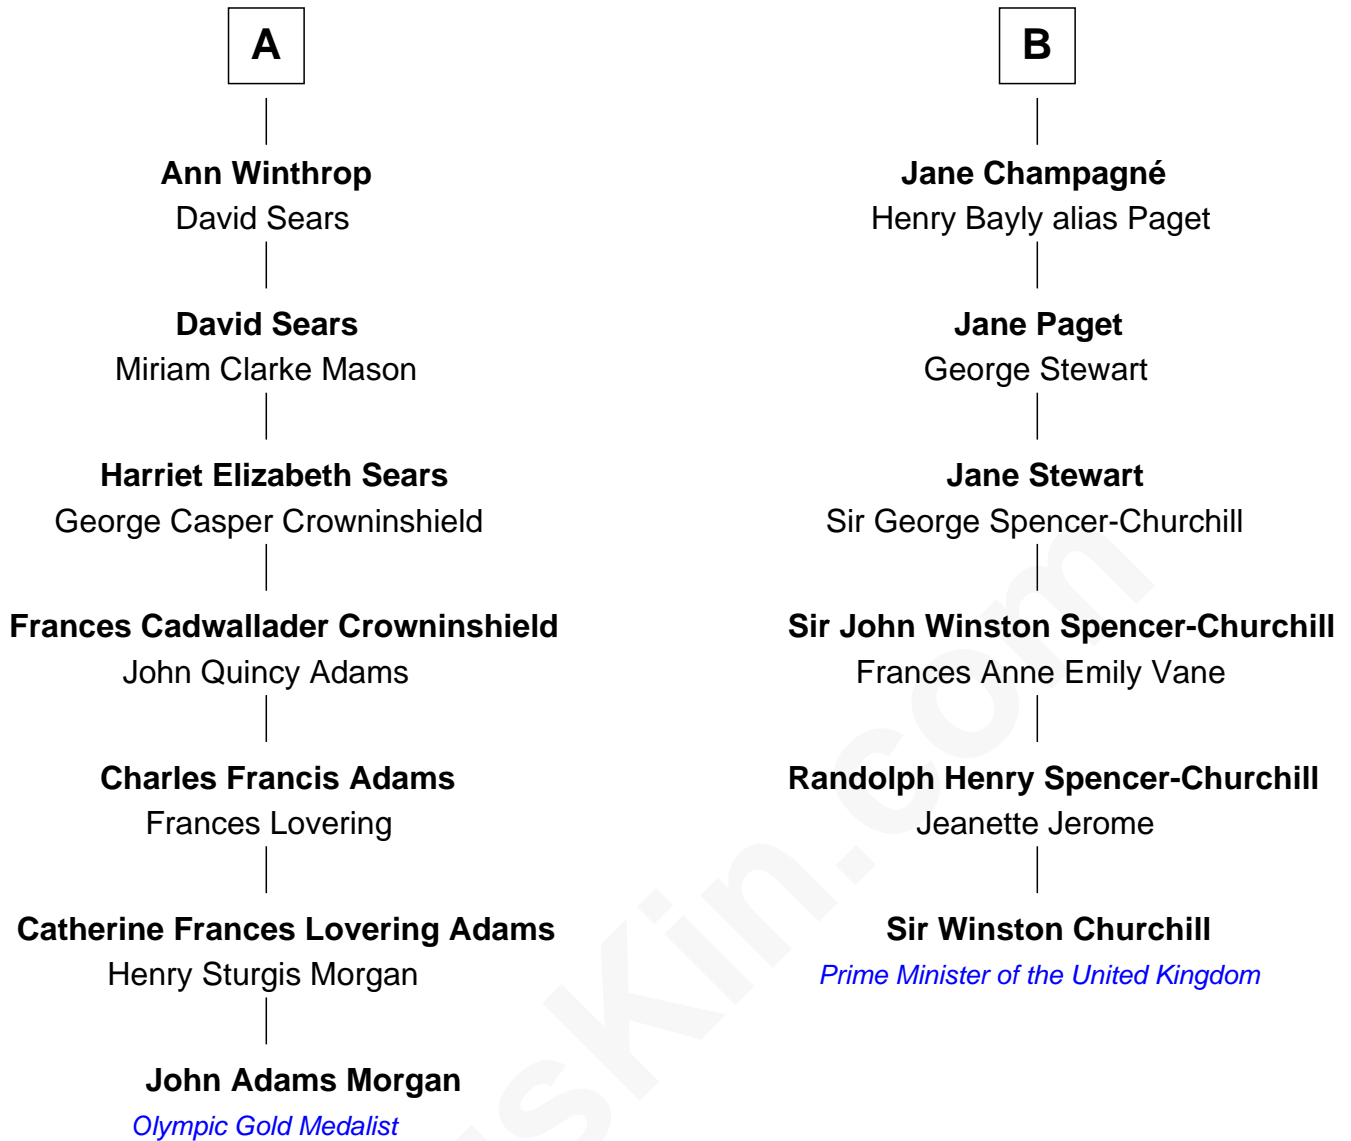 A
Ann Winthrop
David Sears
David Sears
Miriam Clarke Mason
Harriet Elizabeth Sears
George Casper Crowninshield
Frances Cadwallader Crowninshield
John Quincy Adams
Charles Francis Adams
Frances Lovering
Catherine Frances Lovering Adams
Henry Sturgis Morgan
John Adams Morgan
Olympic Gold Medalist
B
Jane Champagné
Henry Bayly alias Paget
Jane Paget
George Stewart
Jane Stewart
Sir George Spencer-Churchill
Sir John Winston Spencer-Churchill
Frances Anne Emily Vane
Randolph Henry Spencer-Churchill
Jeanette Jerome
Sir Winston Churchill
Prime Minister of the United Kingdom
usKin.com